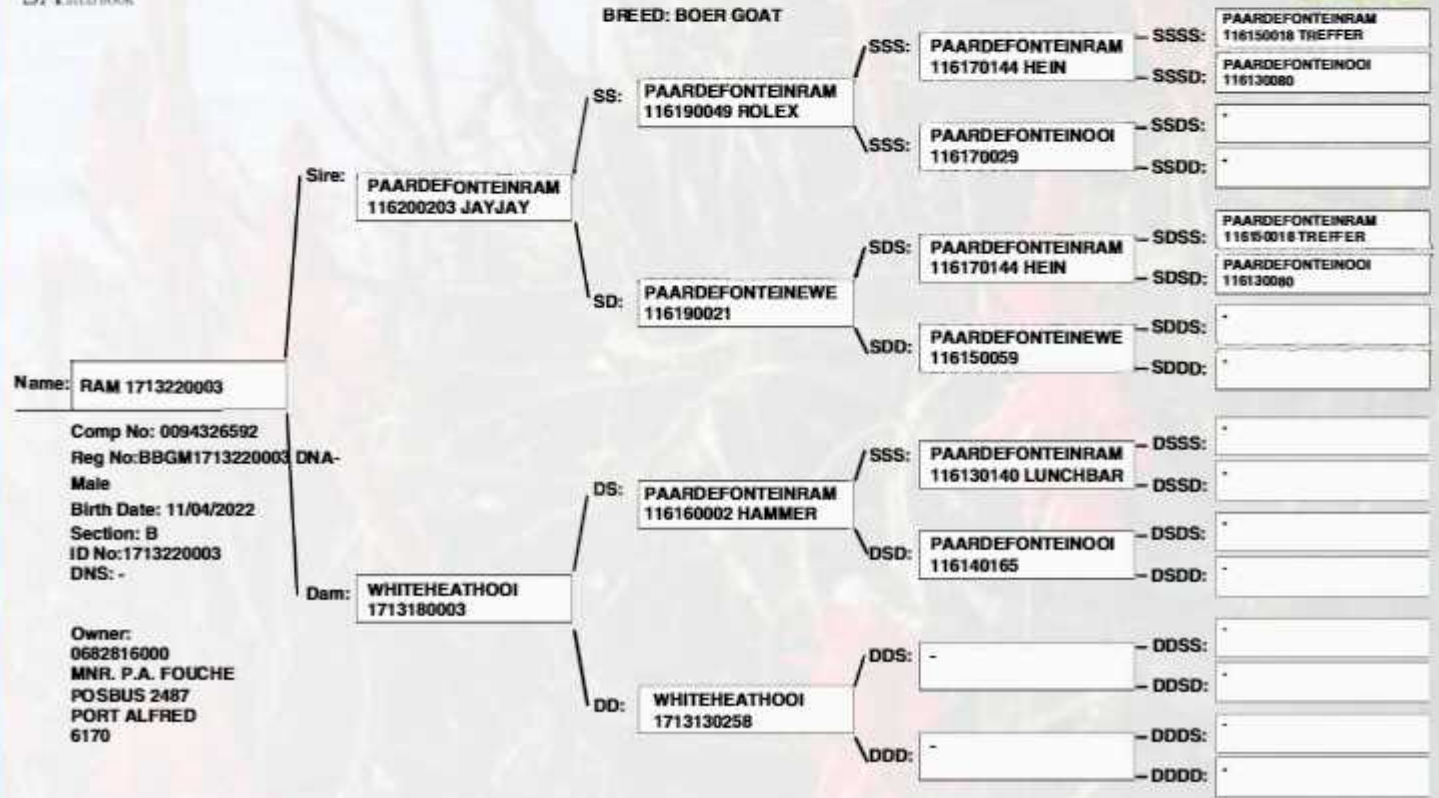 BREED: BOER GOAT
Name:
RAM 1713220003
Comp No: 0094326592
Reg No:BBGM1713220003 DNA-
Male
Birth Date: 11/04/2022
Section: B
ID No:1713220003
DNS: -
Owner:
0682816000
MNR. P.A. FOUCHE
POSBUS 2487
PORT ALFRED
6170
Sire:
PAARDEFONTEINRAM
116200203 JAYJAY
Dam:
WHITEHEATHOOI
1713180003
SS:
PAARDEFONTEINRAM
116190049 ROLEX
SD:
PAARDEFONTEINEWE
116190021
DS:
PAARDEFONTEINRAM
116160002 HAMMER
DD:
WHITEHEATHOOI
1713130258
SSS:
PAARDEFONTEINRAM
116170144 HEIN
SSS:
PAARDEFONTEINOOI
116170029
SDS:
PAARDEFONTEINRAM
116170144 HEIN
SDD:
PAARDEFONTEINEWE
116150059
SSS:
PAARDEFONTEINRAM
116130140 LUNCHBAR
DSD:
PAARDEFONTEINOOI
116140165
DDS:
-
DDD:
-
SSSS:
PAARDEFONTEINRAM
116150018 TREFFER
SSSD:
PAARDEFONTEINOOI
116130080
SSDS:
-
SSDD:
-
SDSS:
PAARDEFONTEINRAM
116150018 TREFFER
SDSD:
PAARDEFONTEINOOI
116130080
SDDS:
-
SDDD:
-
DSSS:
-
DSSD:
-
DSDS:
-
DSDD:
-
DDSS:
-
DDSD:
-
DDDS:
-
DDDD:
-